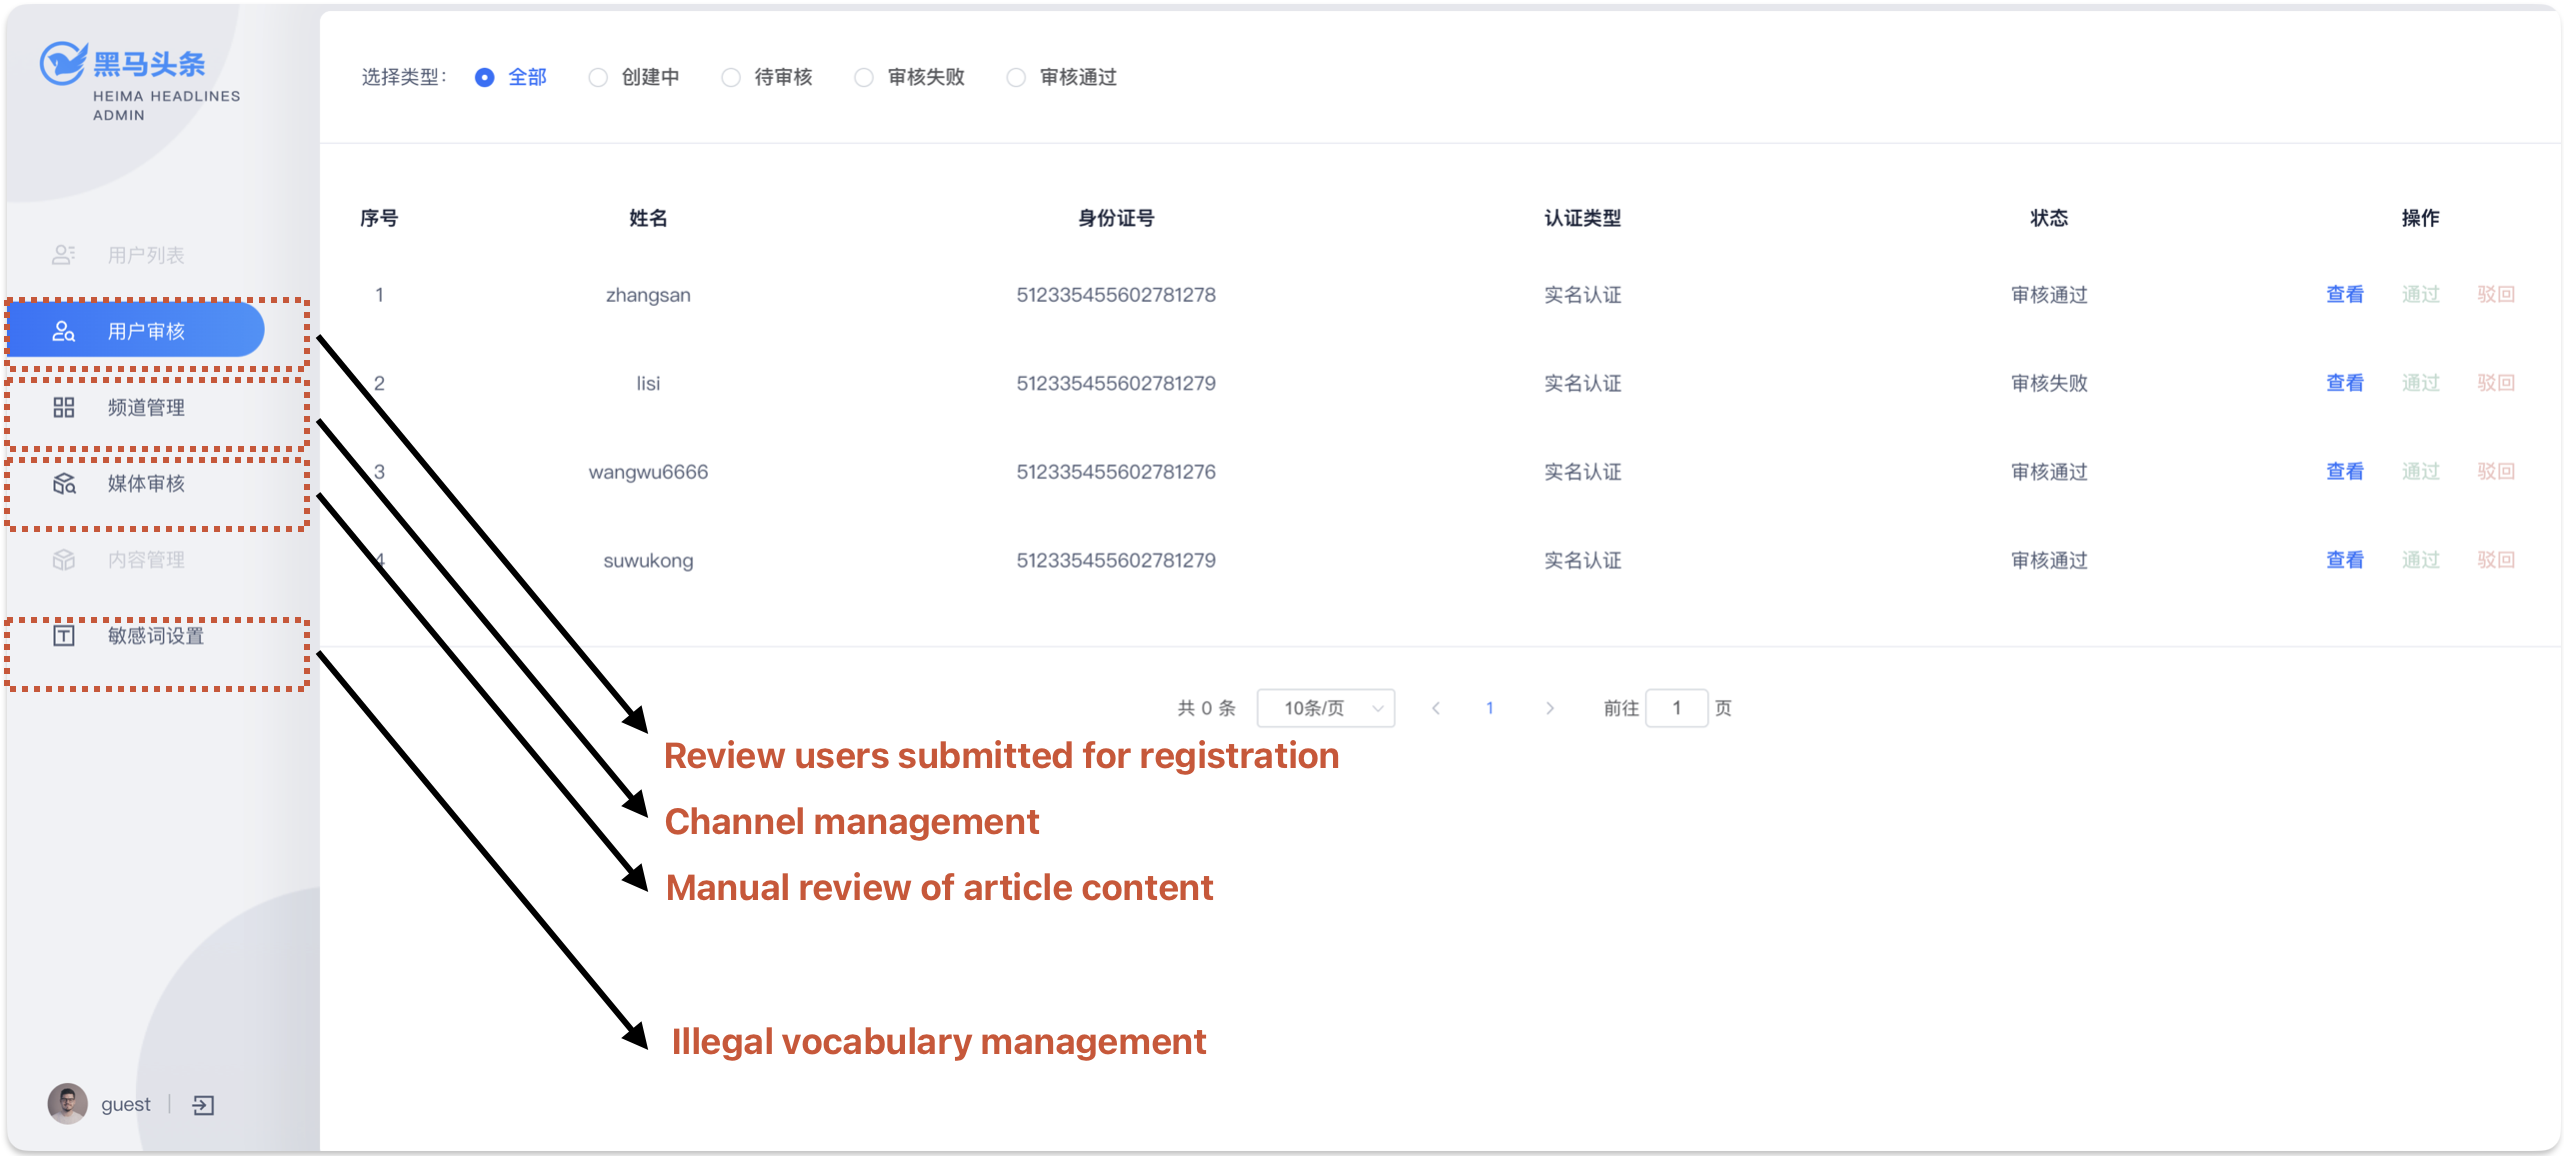 黑马头条
HEIMA HEADLINES
ADMIN
用户列表
用户审核
频道管理
媒体审核
内容管理
敏感词设置
guest
选择类型: 全部 创建中 待审核 审核失败 审核通过
序号 姓名 身份证号 认证类型 状态 操作
1 zhangsan 512335455602781278 实名认证 审核通过 查看 通过 驳回
2 lisi 512335455602781279 实名认证 审核失败 查看 通过 驳回
3 wangwu6666 512335455602781276 实名认证 审核通过 查看 通过 驳回
4 suwukong 512335455602781279 实名认证 审核通过 查看 通过 驳回
共 0 条 10条/页 1 前往 1 页
Review users submitted for registration
Channel management
Manual review of article content
Illegal vocabulary management